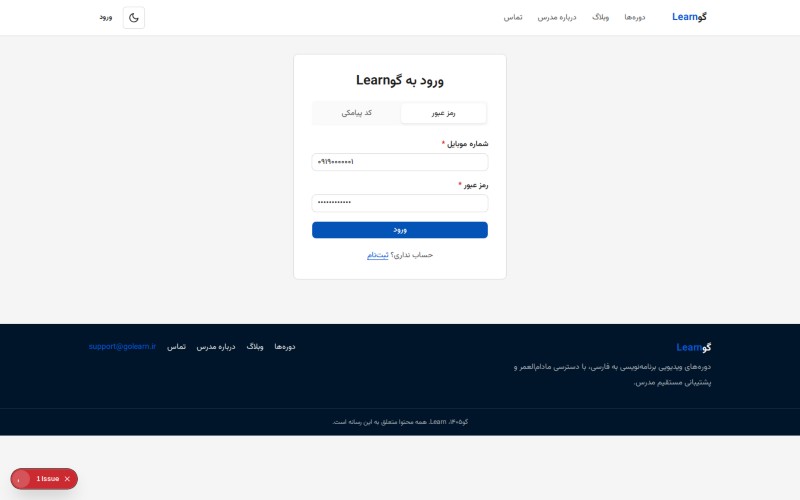 گوLearn
دوره‌ها
وبلاگ
درباره مدرس
تماس
ورود
ورود به گوLearn
رمز عبور
کد پیامکی
شماره موبایل *
۰۹۱۹۰۰۰۰۰۰۱
رمز عبور *
••••••••••••
ورود
حساب نداری؟ ثبت‌نام
گوLearn
دوره‌های ویدیویی برنامه‌نویسی به فارسی، با دسترسی مادام‌العمر و
پشتیبانی مستقیم مدرس.
دوره‌ها
وبلاگ
درباره مدرس
تماس
support@golearn.ir
گوLearn ،۱۴۰۵. همه محتوا متعلق به این رسانه است.
1 Issue